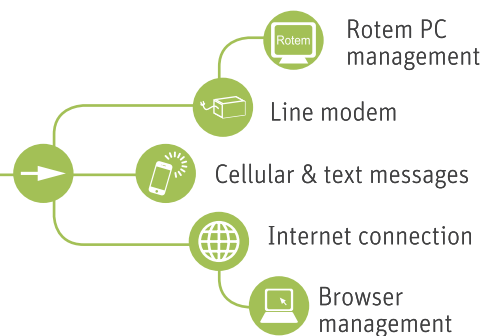 Rotem
Rotem PC
management
Line modem
Cellular & text messages
Internet connection
Browser
management